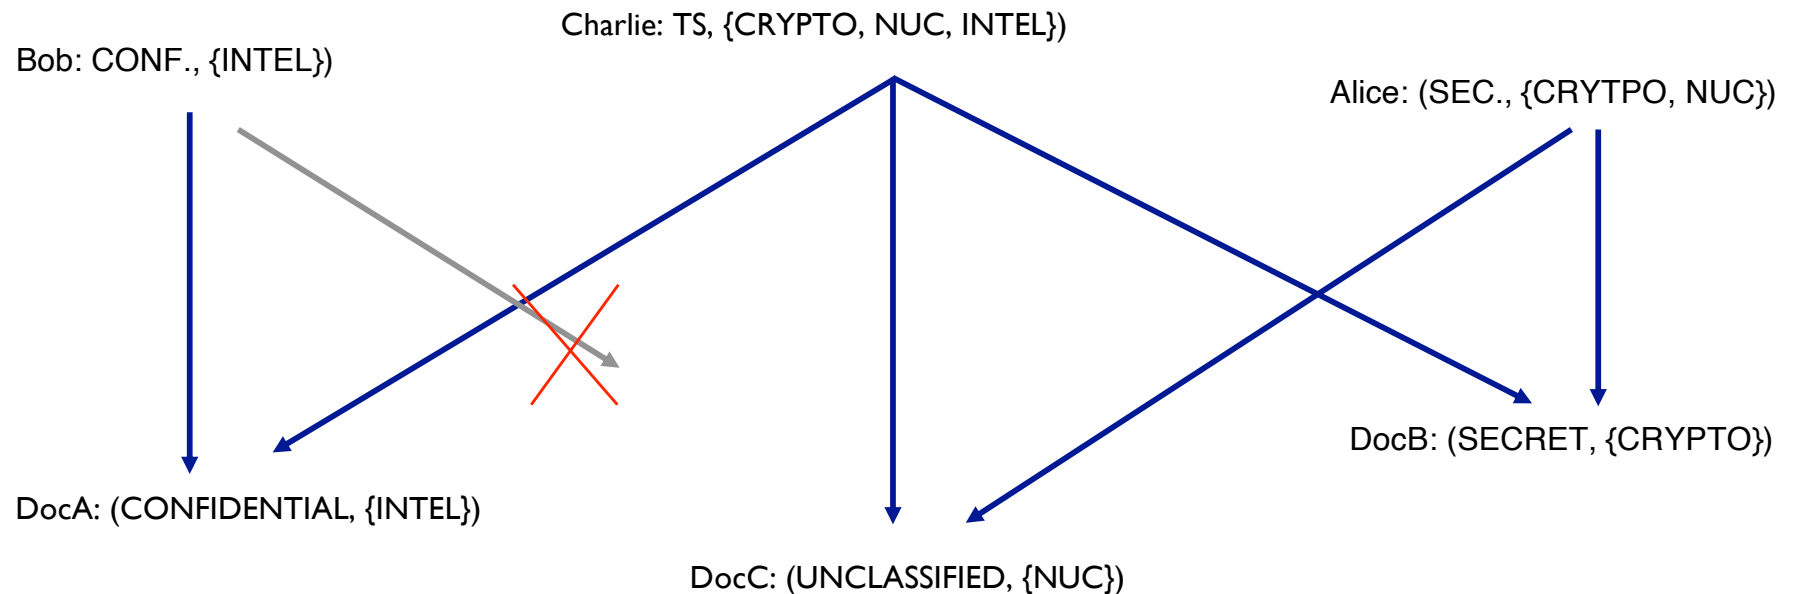 Charlie: TS, {CRYPTO, NUC, INTEL})
Bob: CONF., {INTEL})
Alice: (SEC., {CRYTPO, NUC})
DocB: (SECRET, {CRYPTO})
DocA: (CONFIDENTIAL, {INTEL})
DocC: (UNCLASSIFIED, {NUC})